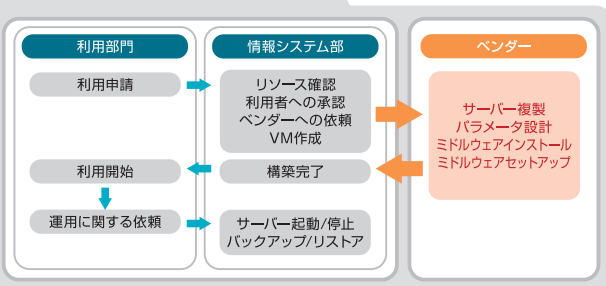 利用部門
情報システム部
ベンダー
利用申請
リソース確認
利用者への承認
ベンダーへの依頼
VM作成
サーバー複製
パラメータ設計
ミドルウェアインストール
ミドルウェアセットアップ
利用開始
構築完了
運用に関する依頼
サーバー起動/停止
バックアップ/リストア